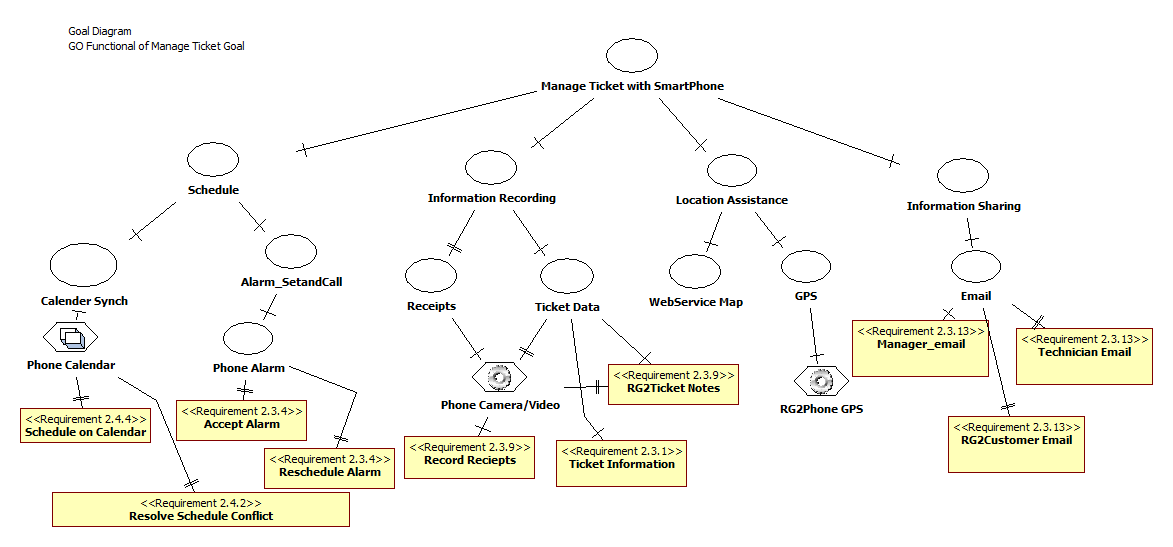 Goal Diagram
GO Functional of Manage Ticket Goal
Manage Ticket with SmartPhone
Schedule
Information Recording
Location Assistance
Information Sharing
Calender Synch
Alarm_SetandCall
Receipts
Ticket Data
WebService Map
GPS
Email
Phone Calendar
Phone Alarm
Phone Camera/Video
RG2Phone GPS
<<Requirement 2.3.13>>
Manager_email
<<Requirement 2.3.13>>
Technician Email
<<Requirement 2.3.9>>
RG2Ticket Notes
<<Requirement 2.4.4>>
Schedule on Calendar
<<Requirement 2.3.4>>
Accept Alarm
<<Requirement 2.3.13>>
RG2Customer Email
<<Requirement 2.3.4>>
Reschedule Alarm
<<Requirement 2.3.9>>
Record Reciepts
<<Requirement 2.3.1>>
Ticket Information
<<Requirement 2.4.2>>
Resolve Schedule Conflict